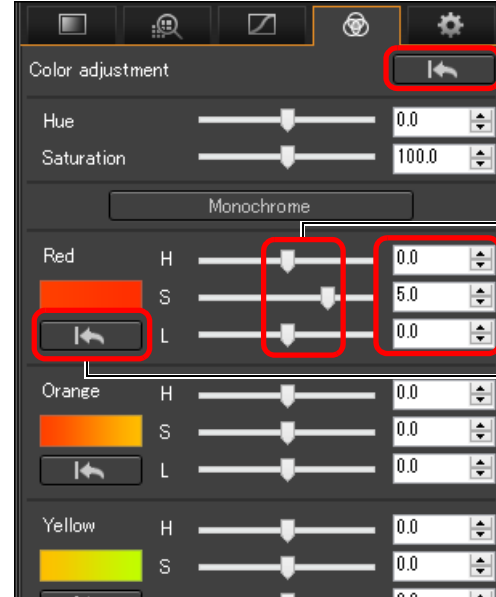 Color adjustment
Hue 0.0
Saturation 100.0
Monochrome
Red H 0.0
S 5.0
L 0.0
Orange H 0.0
S 0.0
L 0.0
Yellow H 0.0
S 0.0